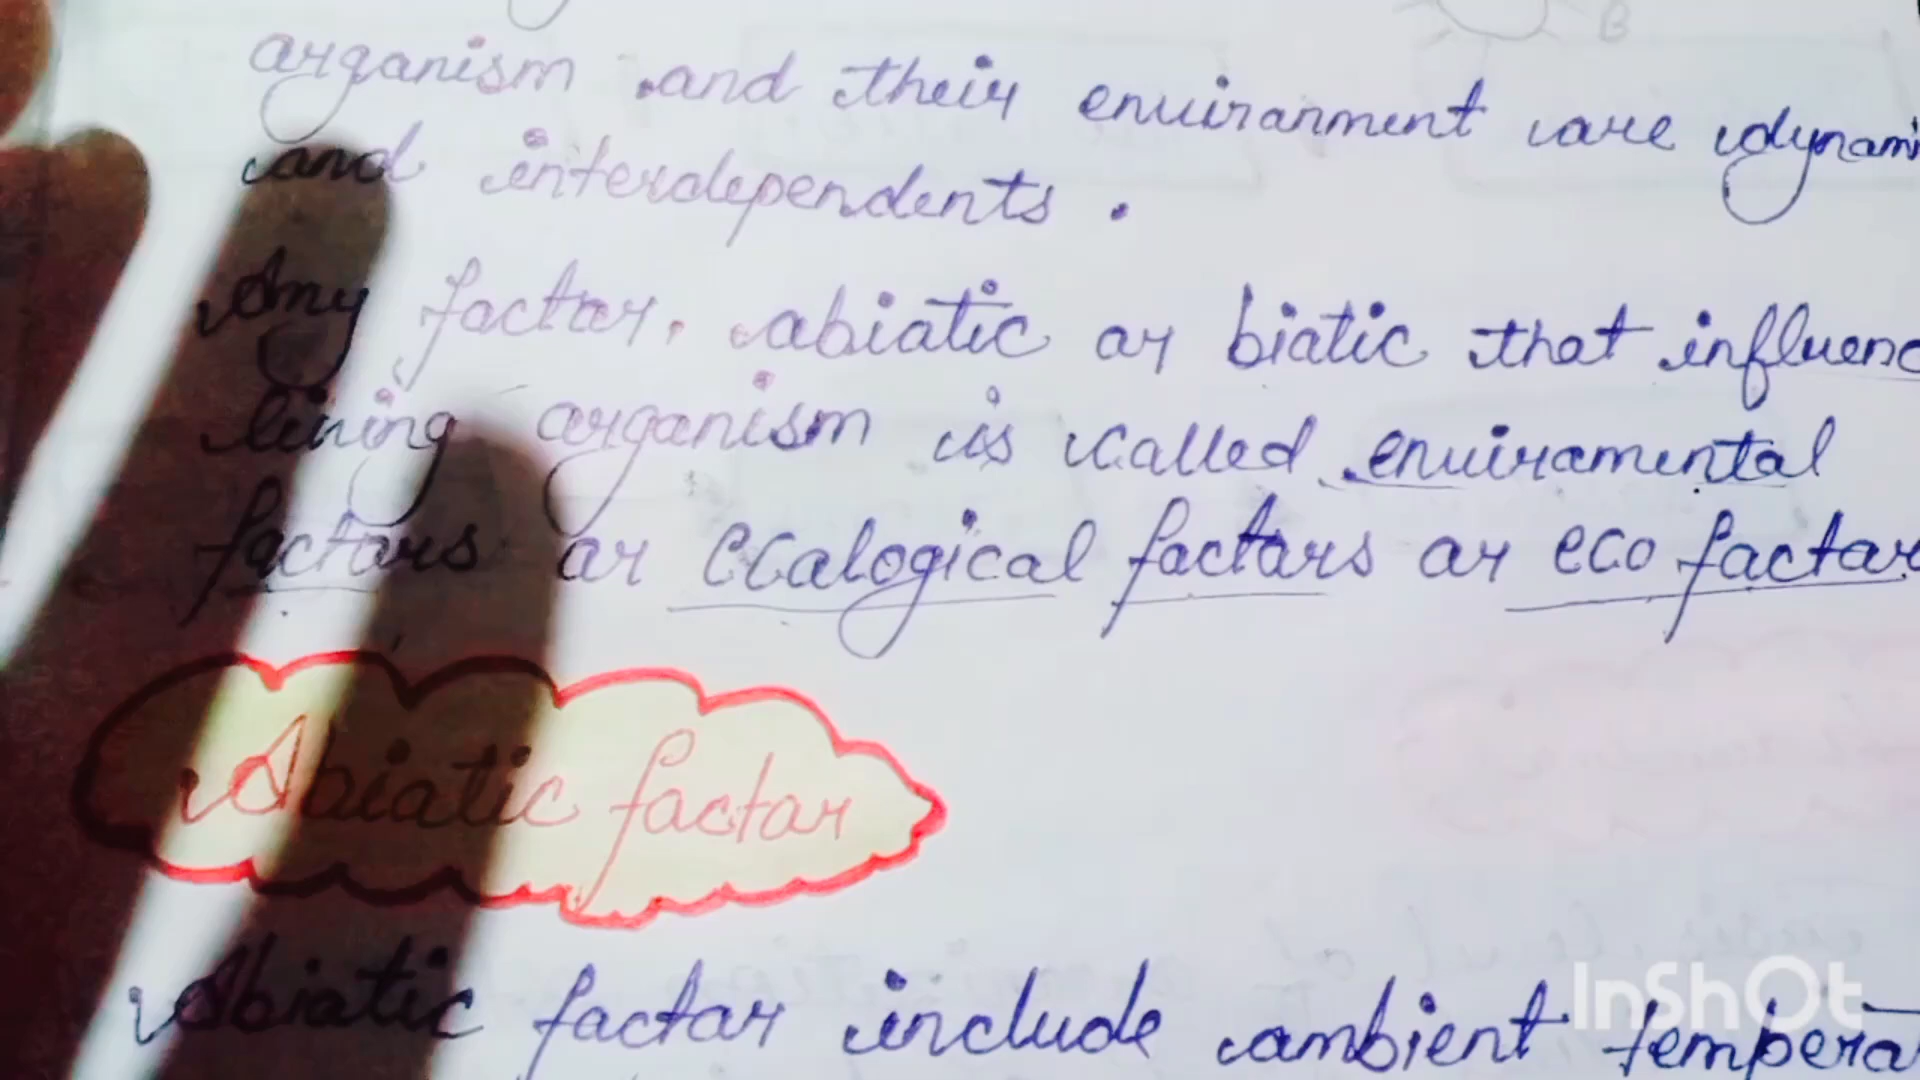 B
organism and their environment are dynami
and interdependents .
Any factor, abiotic or biotic that influenc
living organism is called enviramental
factors or Ecological factors or eco factor
Abiotic factor
Abiotic factor include ambient tempera
InShOt